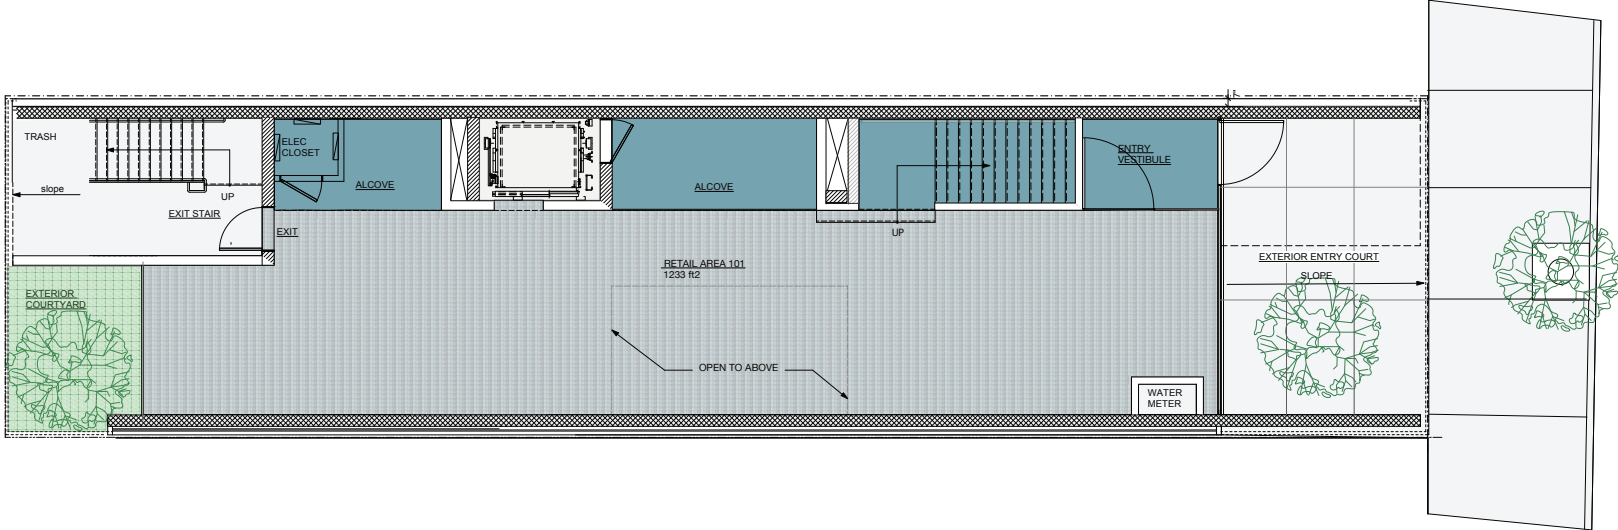 TRASH
slope
UP
EXIT STAIR
ELEC
CLOSET
ALCOVE
EXIT
EXTERIOR
COURTYARD
ALCOVE
RETAIL AREA 101
1233 ft2
OPEN TO ABOVE
UP
ENTRY
VESTIBULE
WATER
METER
EXTERIOR ENTRY COURT
SLOPE